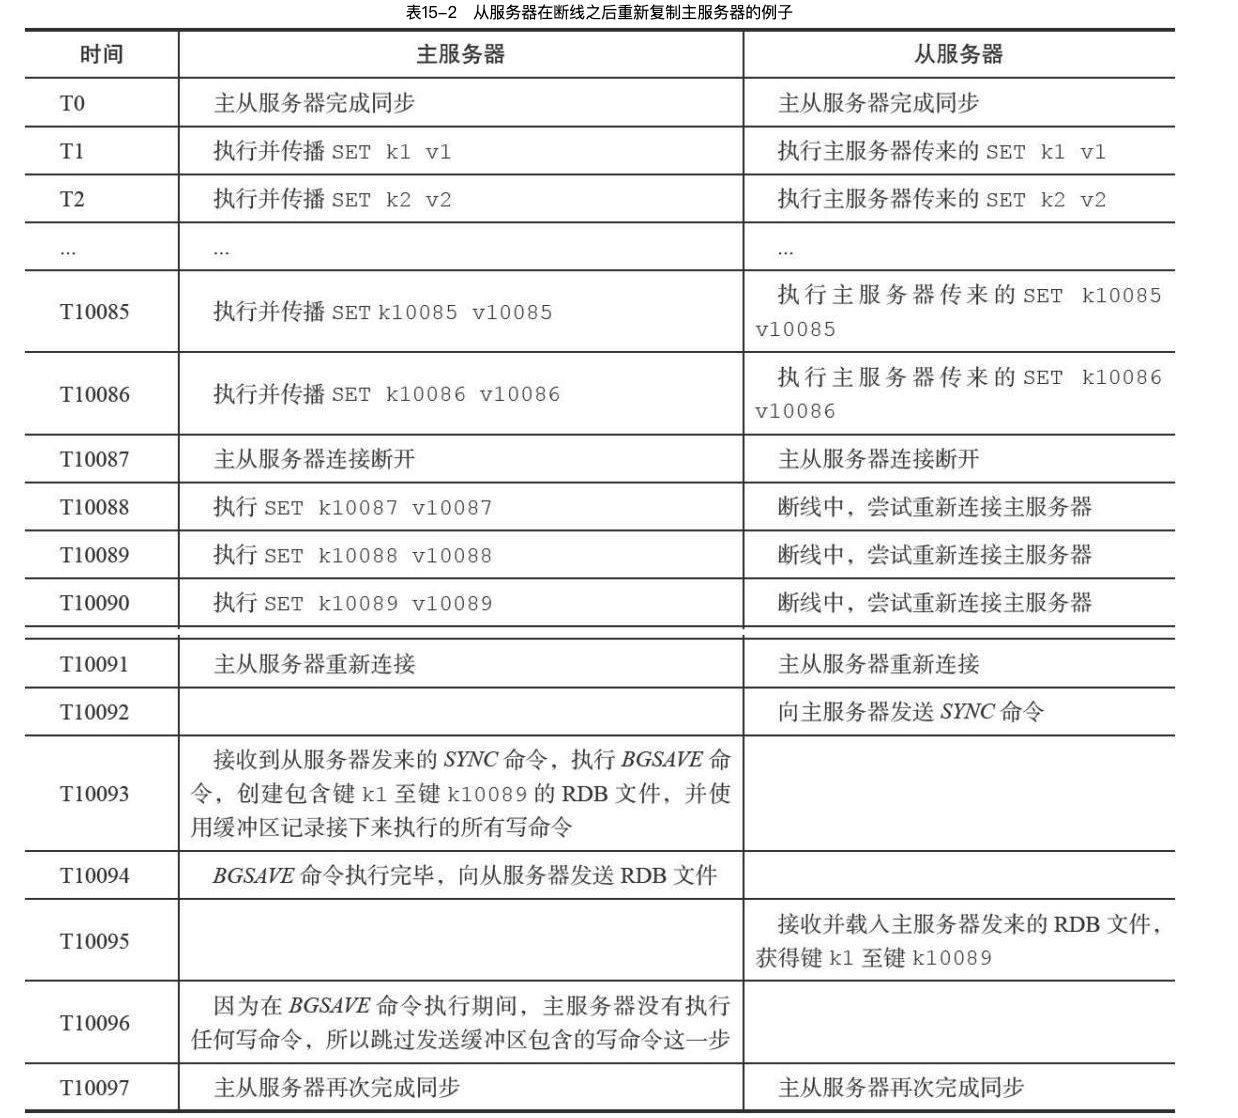 表15-2 从服务器在断线之后重新复制主服务器的例子
时间 主服务器 从服务器
T0 主从服务器完成同步 主从服务器完成同步
T1 执行并传播 SET k1 v1 执行主服务器传来的 SET k1 v1
T2 执行并传播 SET k2 v2 执行主服务器传来的 SET k2 v2
... ... ...
T10085 执行并传播 SET k10085 v10085 执行主服务器传来的 SET k10085
v10085
T10086 执行并传播 SET k10086 v10086 执行主服务器传来的 SET k10086
v10086
T10087 主从服务器连接断开 主从服务器连接断开
T10088 执行 SET k10087 v10087 断线中，尝试重新连接主服务器
T10089 执行 SET k10088 v10088 断线中，尝试重新连接主服务器
T10090 执行 SET k10089 v10089 断线中，尝试重新连接主服务器
T10091 主从服务器重新连接 主从服务器重新连接
T10092 向主服务器发送 SYNC 命令
T10093 接收到从服务器发来的 SYNC 命令，执行 BGSAVE 命
令，创建包含键 k1 至键 k10089 的 RDB 文件，并使
用缓冲区记录接下来执行的所有写命令
T10094 BGSAVE 命令执行完毕，向从服务器发送 RDB 文件
T10095 接收并载入主服务器发来的 RDB 文件，
获得键 k1 至键 k10089
T10096 因为在 BGSAVE 命令执行期间，主服务器没有执行
任何写命令，所以跳过发送缓冲区包含的写命令这一步
T10097 主从服务器再次完成同步 主从服务器再次完成同步